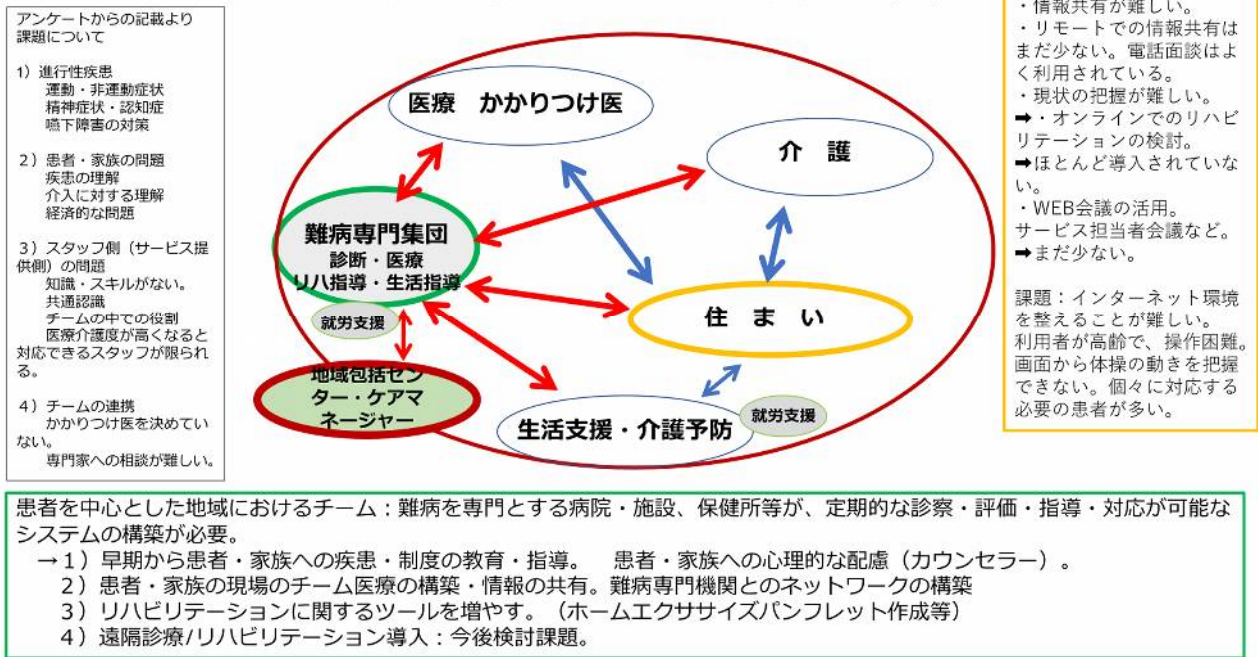 アンケートからの記載より
課題について
1）進行性疾患
運動・非運動症状
精神症状・認知症
嚥下障害の対策
2）患者・家族の問題
疾患の理解
介入に対する理解
経済的な問題
3）スタッフ側（サービス提
供側）の問題
知識・スキルがない。
共通認識
チームの中での役割
医療介護度が高くなると
対応できるスタッフが限られ
る。
4）チームの連携
かかりつけ医を決めてい
ない。
専門家への相談が難しい。
医療　かかりつけ医
介　護
難病専門集団
診断・医療
リハ指導・生活指導
就労支援
住　ま　い
地域包括セン
ター・ケアマ
ネージャー
生活支援・介護予防
就労支援
・情報共有が難しい。
・リモートでの情報共有は
まだ少ない。電話面談はよ
く利用されている。
・現状の把握が難しい。
➡・オンラインでのリハビ
リテーションの検討。
➡ほとんど導入されていな
い。
・WEB会議の活用。
サービス担当者会議など。
➡まだ少ない。
課題：インターネット環境
を整えることが難しい。
利用者が高齢で、操作困難。
画面から体操の動きを把握
できない。個々に対応する
必要の患者が多い。
患者を中心とした地域におけるチーム：難病を専門とする病院・施設、保健所等が、定期的な診察・評価・指導・対応が可能な
システムの構築が必要。
→１）早期から患者・家族への疾患・制度の教育・指導。　患者・家族への心理的な配慮（カウンセラー）。
２）患者・家族の現場のチーム医療の構築・情報の共有。難病専門機関とのネットワークの構築
３）リハビリテーションに関するツールを増やす。（ホームエクササイズパンフレット作成等）
４）遠隔診療/リハビリテーション導入：今後検討課題。